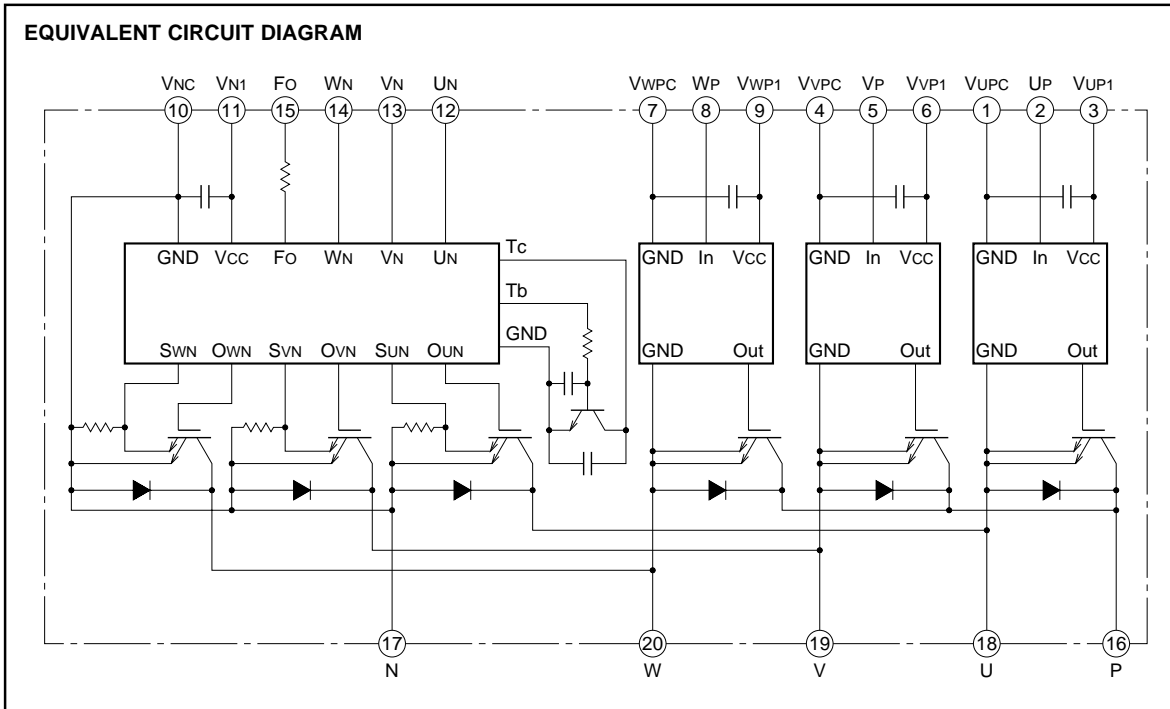 EQUIVALENT CIRCUIT DIAGRAM
VNC VN1 FO WN VN UN VWPC WP VWP1 VVPC VP VVP1 VUPC UP VUP1
10 11 15 14 13 12 7 8 9 4 5 6 1 2 3
GND VCC FO WN VN UN Tc GND In VCC GND In VCC GND In VCC
Tb
GND
SWN OWN SVN OVN SUN OUN GND Out GND Out GND Out
17 20 19 18 16
N W V U P